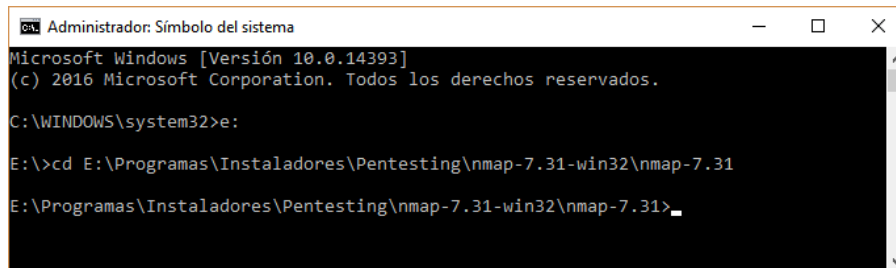 Administrador: Símbolo del sistema
Microsoft Windows [Versión 10.0.14393]
(c) 2016 Microsoft Corporation. Todos los derechos reservados.
C:\WINDOWS\system32>e:
E:\>cd E:\Programas\Instaladores\Pentesting\nmap-7.31-win32\nmap-7.31
E:\Programas\Instaladores\Pentesting\nmap-7.31-win32\nmap-7.31>